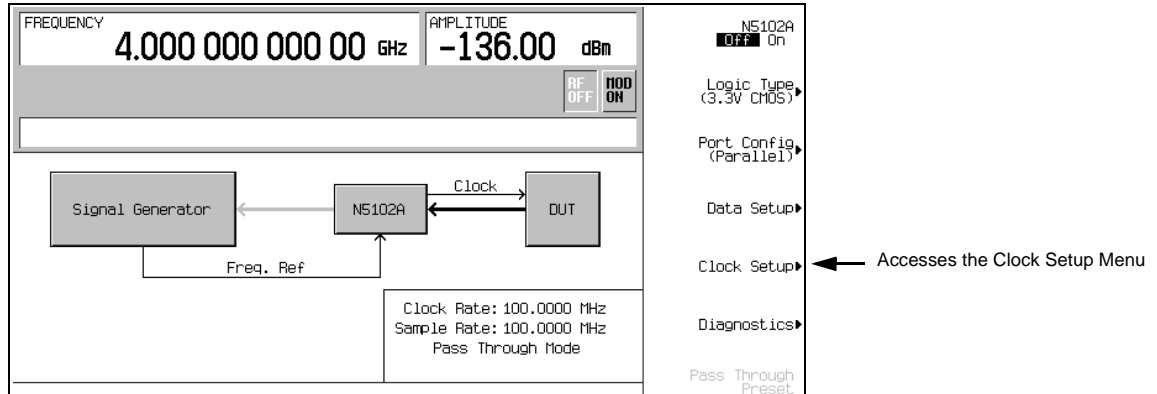 FREQUENCY
4.000 000 000 00 GHz
AMPLITUDE
-136.00 dBm
RF
OFF
MOD
ON
Signal Generator
N5102A
Clock
DUT
Freq. Ref
Clock Rate: 100.0000 MHz
Sample Rate: 100.0000 MHz
Pass Through Mode
N5102A
Off On
Logic Type
(3.3V CMOS)
Port Config
(Parallel)
Data Setup
Clock Setup
Accesses the Clock Setup Menu
Diagnostics
Pass Through
Preset